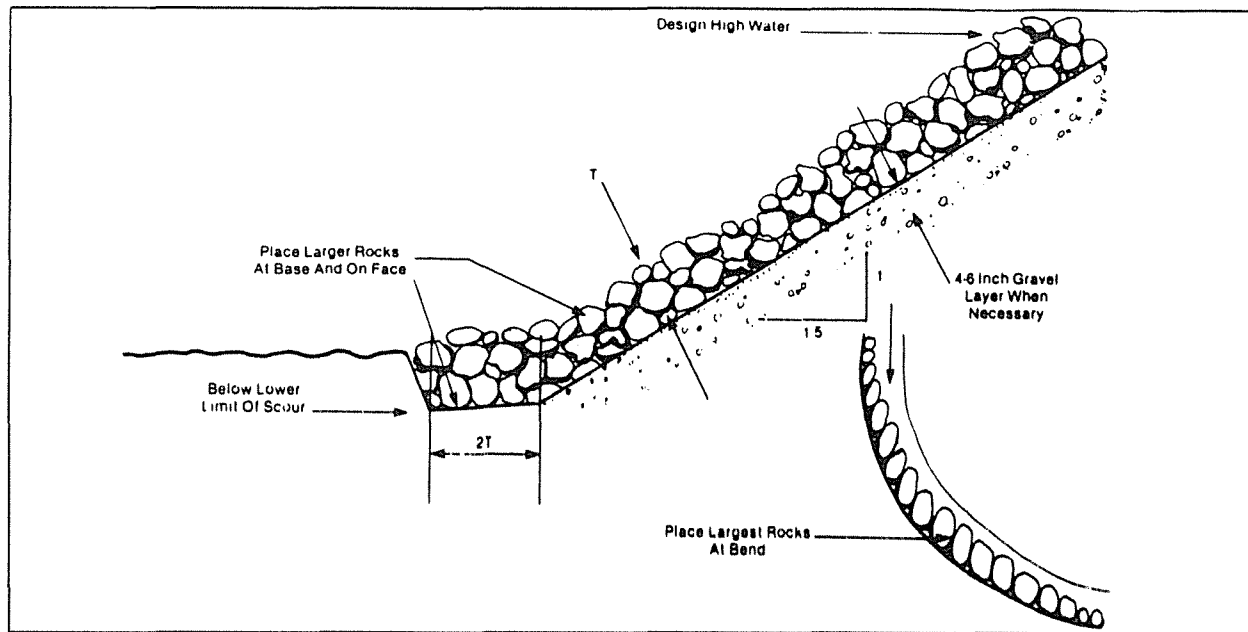 Design High Water
T
Place Larger Rocks
At Base And On Face
4-6 Inch Gravel
Layer When
Necessary
1
1 5
Below Lower
Limit Of Scour
2T
Place Largest Rocks
At Bend